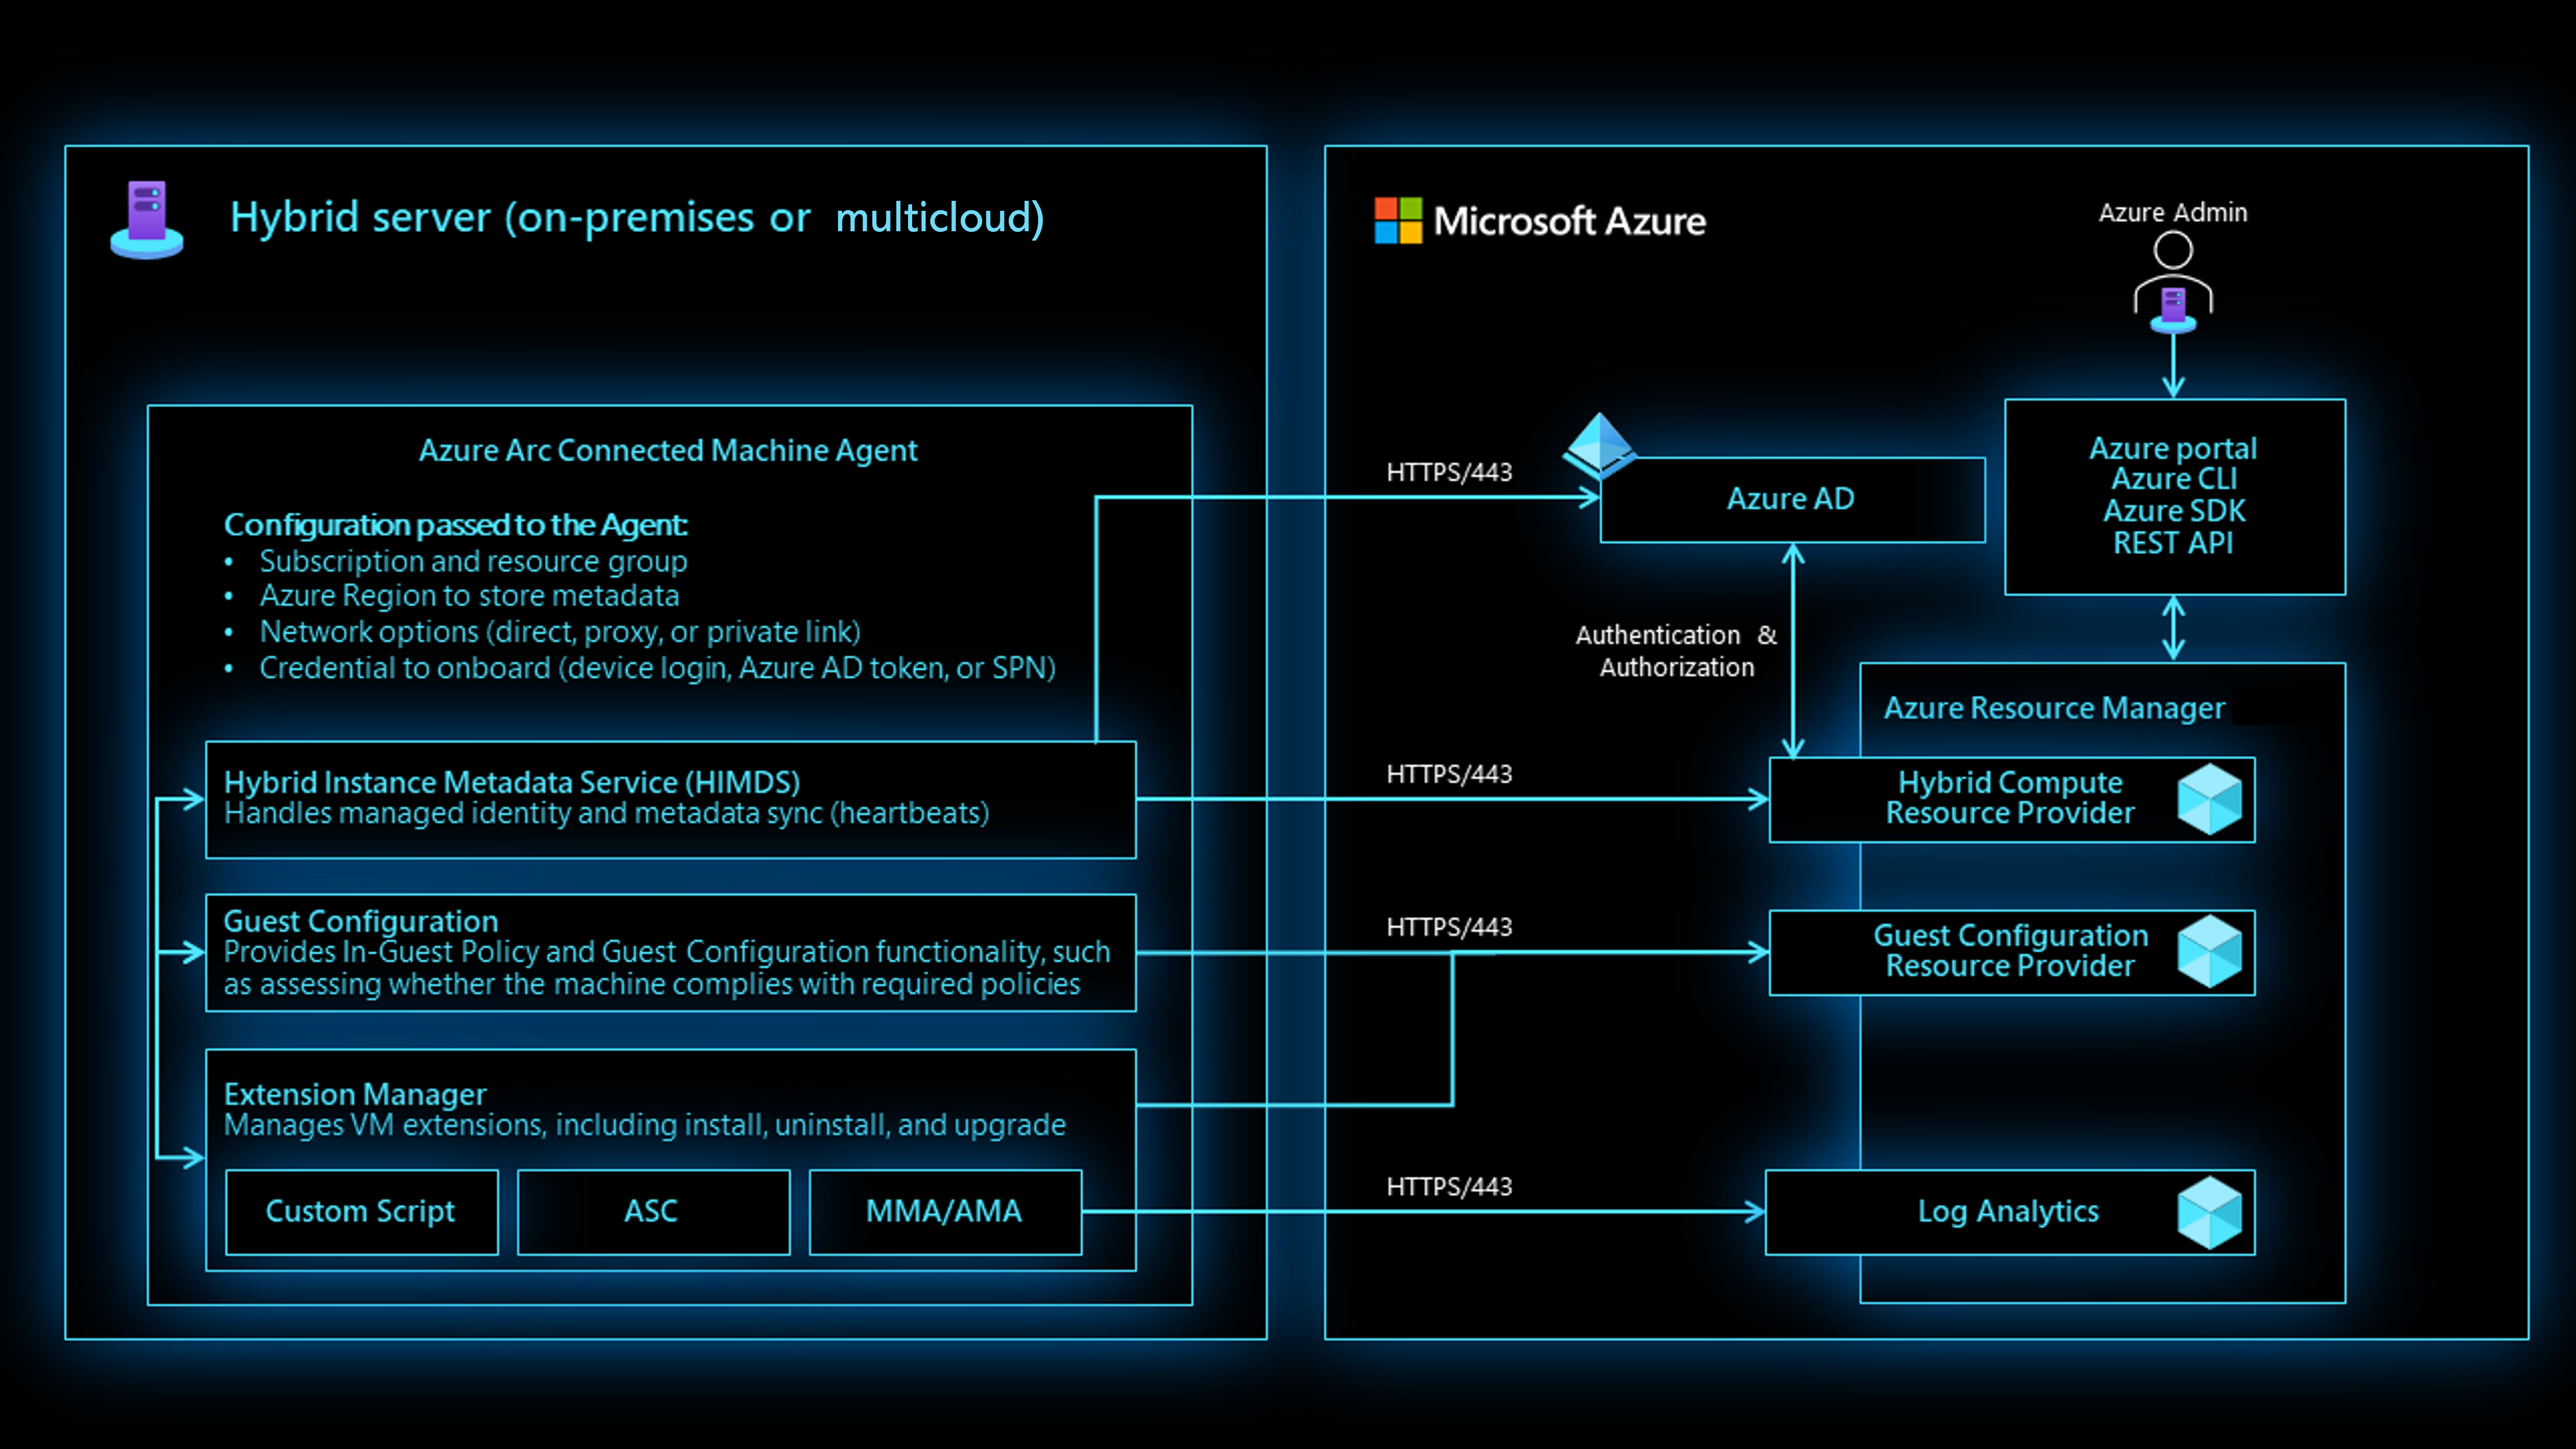 Hybrid server (on-premises or multicloud)
Azure Arc Connected Machine Agent
Configuration passed to the Agent:
• Subscription and resource group
• Azure Region to store metadata
• Network options (direct, proxy, or private link)
• Credential to onboard (device login, Azure AD token, or SPN)
Hybrid Instance Metadata Service (HIMDS)
Handles managed identity and metadata sync (heartbeats)
Guest Configuration
Provides In-Guest Policy and Guest Configuration functionality, such
as assessing whether the machine complies with required policies
Extension Manager
Manages VM extensions, including install, uninstall, and upgrade
Custom Script
ASC
MMA/AMA
Microsoft Azure
Azure Admin
HTTPS/443
Azure AD
Azure portal
Azure CLI
Azure SDK
REST API
Authentication &
Authorization
Azure Resource Manager
HTTPS/443
Hybrid Compute
Resource Provider
HTTPS/443
Guest Configuration
Resource Provider
HTTPS/443
Log Analytics